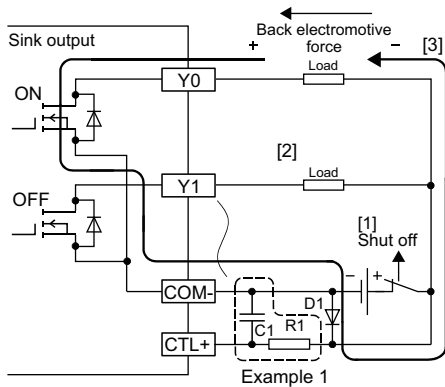 Back electromotive
force
[3]
Sink output
+
−
Y0
Load
ON
[2]
Y1
Load
OFF
[1]
Shut off
COM-
−
+
D1
C1
R1
CTL+
Example 1